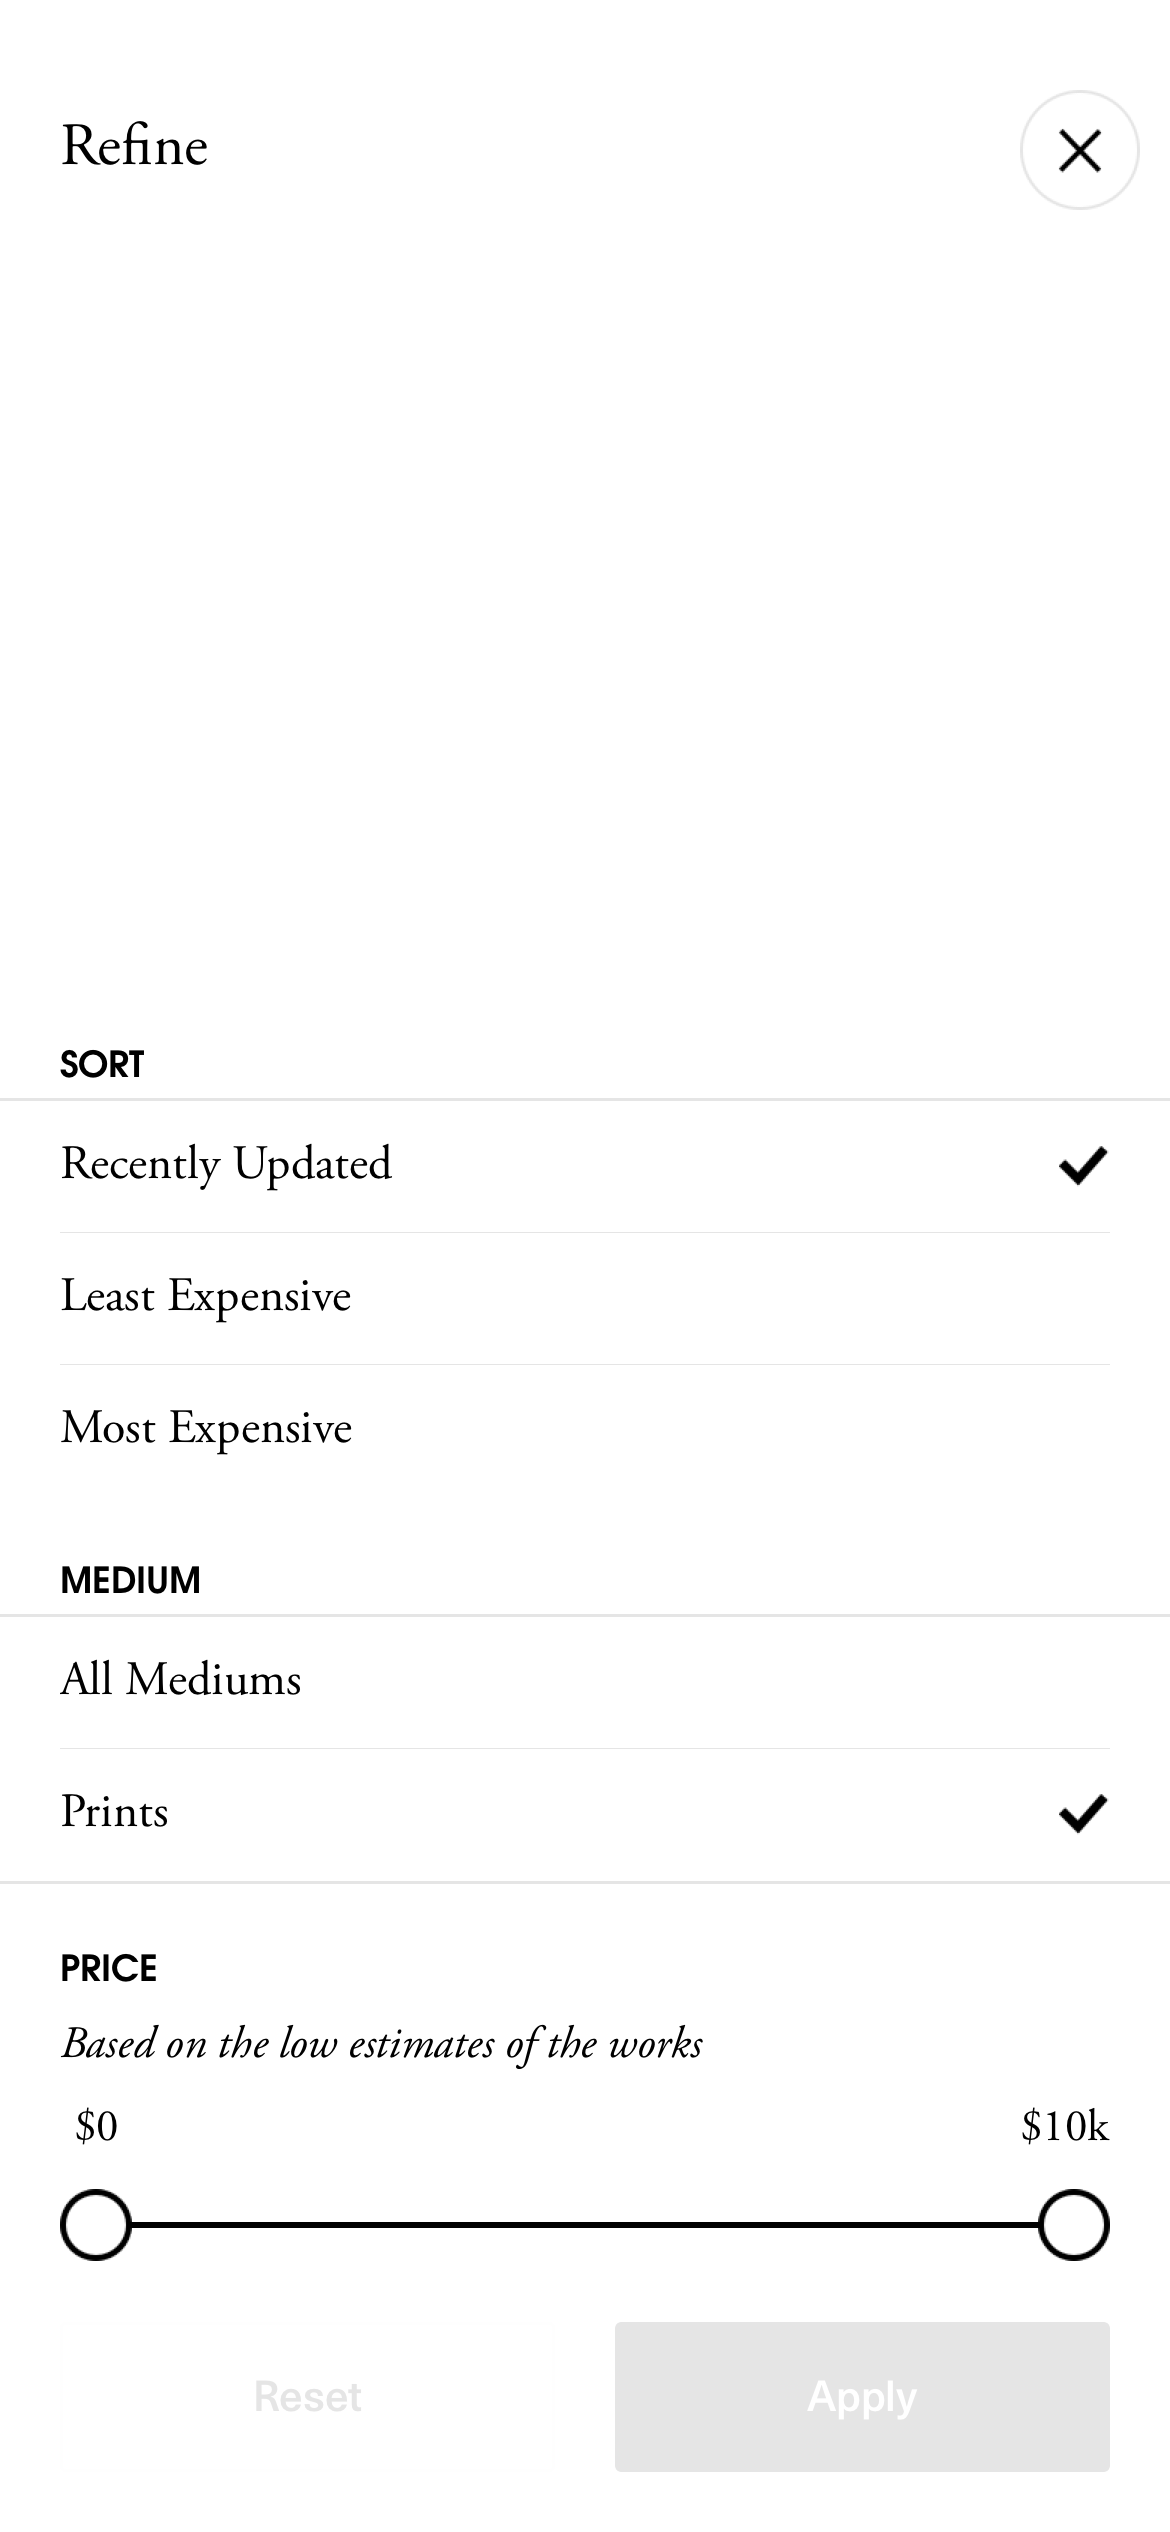 Refine
SORT
Recently Updated
Least Expensive
Most Expensive
MEDIUM
All Mediums
Prints
PRICE
Based on the low estimates of the works
$0 $10k
Reset Apply